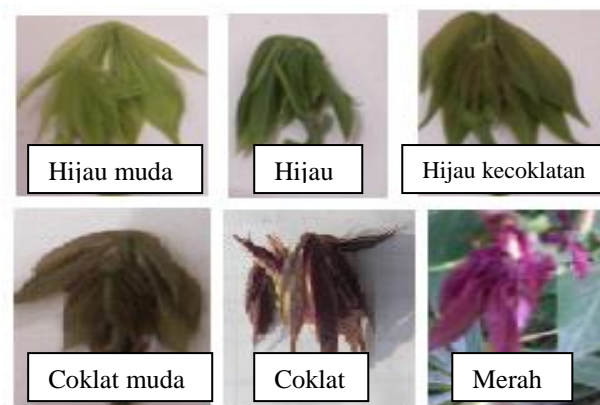 Hijau muda
Hijau
Hijau kecoklatan
Coklat muda
Coklat
Merah